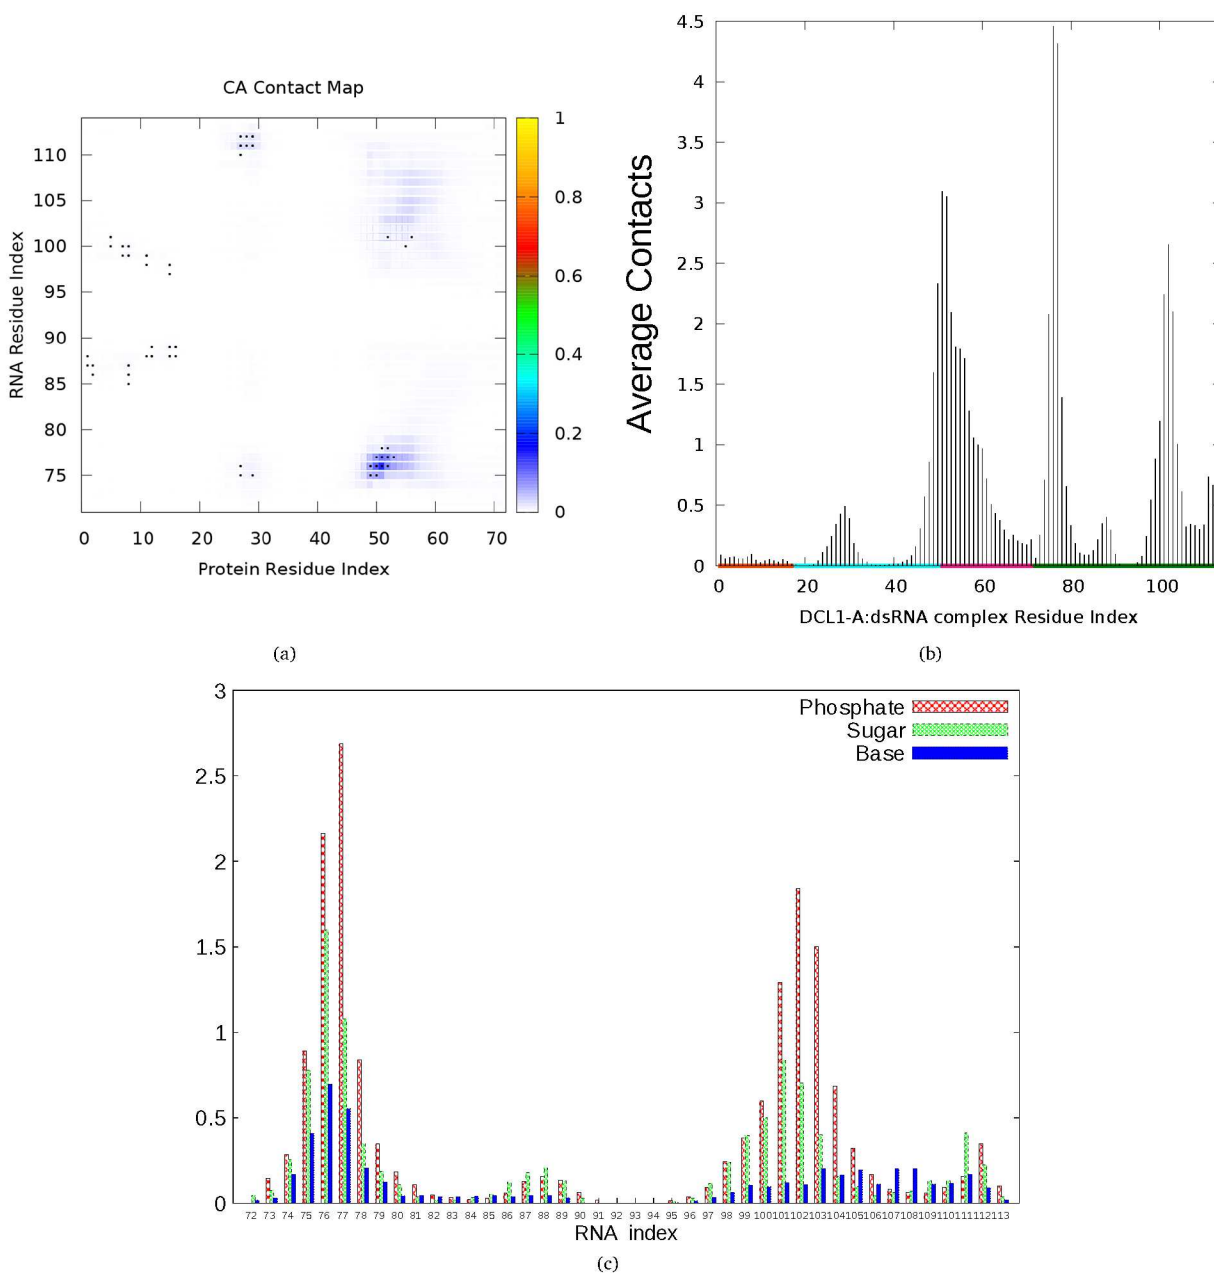 CA Contact Map
RNA Residue Index
110
105
100
95
90
85
80
75
0 10 20 30 40 50 60 70
Protein Residue Index
1
0.8
0.6
0.4
0.2
0
(a)
Average Contacts
4.5
4
3.5
3
2.5
2
1.5
1
0.5
0
0 20 40 60 80 100
DCL1-A:dsRNA complex Residue Index
(b)
3
2.5
2
1.5
1
0.5
0
Phosphate
Sugar
Base
72 73 74 75 76 77 78 79 80 81 82 83 84 85 86 87 88 89 90 91 92 93 94 95 96 97 98 99 100 101 102 103 104 105 106 107 108 109 110 111 112 113
RNA index
(c)